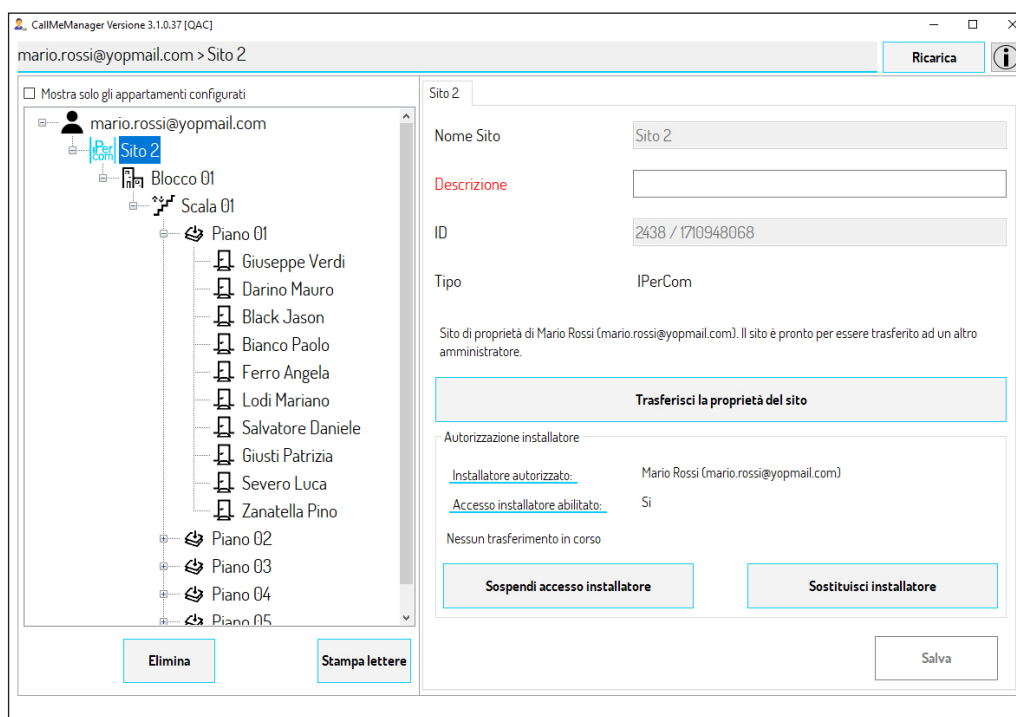 CallMeManager Versione 3.1.0.37 [QAC]
mario.rossi@yopmail.com > Sito 2
Ricarica
i
Mostra solo gli appartamenti configurati
mario.rossi@yopmail.com
IPer
com
Sito 2
Blocco 01
Scala 01
Piano 01
Giuseppe Verdi
Darino Mauro
Black Jason
Bianco Paolo
Ferro Angela
Lodi Mariano
Salvatore Daniele
Giusti Patrizia
Severo Luca
Zanatella Pino
Piano 02
Piano 03
Piano 04
Piano 05
Elimina
Stampa lettere
Sito 2
Nome Sito
Sito 2
Descrizione
ID
2438 / 1710948068
Tipo
IPerCom
Sito di proprietà di Mario Rossi (mario.rossi@yopmail.com). Il sito è pronto per essere trasferito ad un altro
amministratore.
Trasferisci la proprietà del sito
Autorizzazione installatore
Installatore autorizzato:
Mario Rossi (mario.rossi@yopmail.com)
Accesso installatore abilitato:
Si
Nessun trasferimento in corso
Sospendi accesso installatore
Sostituisci installatore
Salva